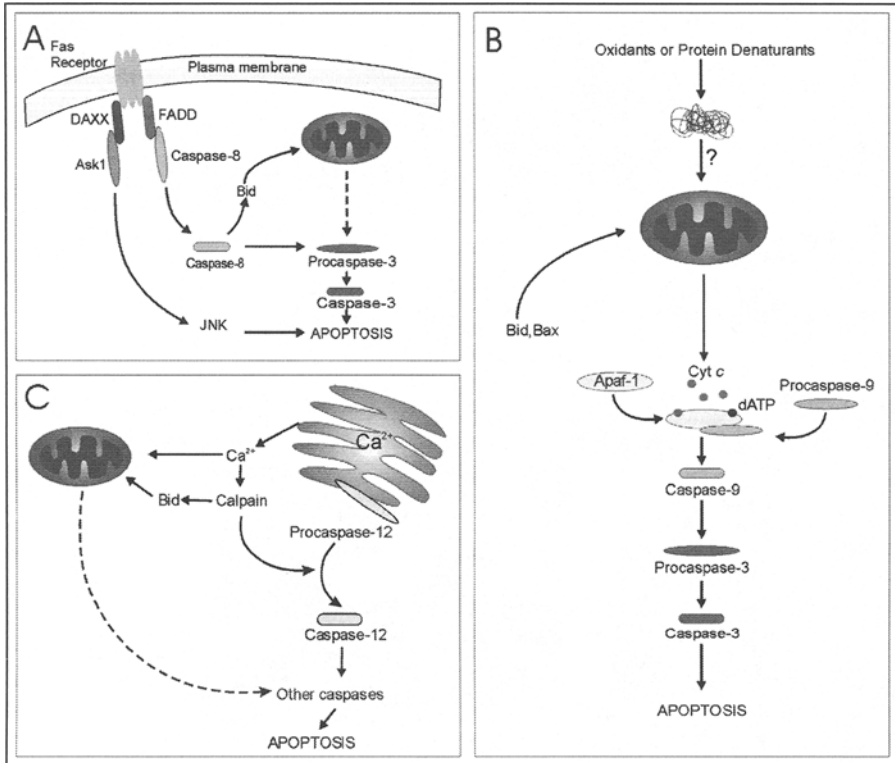 A
Fas
Receptor
Plasma membrane
DAXX
FADD
Ask1
Caspase-8
Bid
Caspase-8
Procaspase-3
Caspase-3
JNK
APOPTOSIS
B
Oxidants or Protein Denaturants
?
Bid,Bax
Cyt c
Apaf-1
Procaspase-9
dATP
Caspase-9
Procaspase-3
Caspase-3
APOPTOSIS
C
Ca²⁺
Ca²⁺
Bid
Calpain
Procaspase-12
Caspase-12
Other caspases
APOPTOSIS